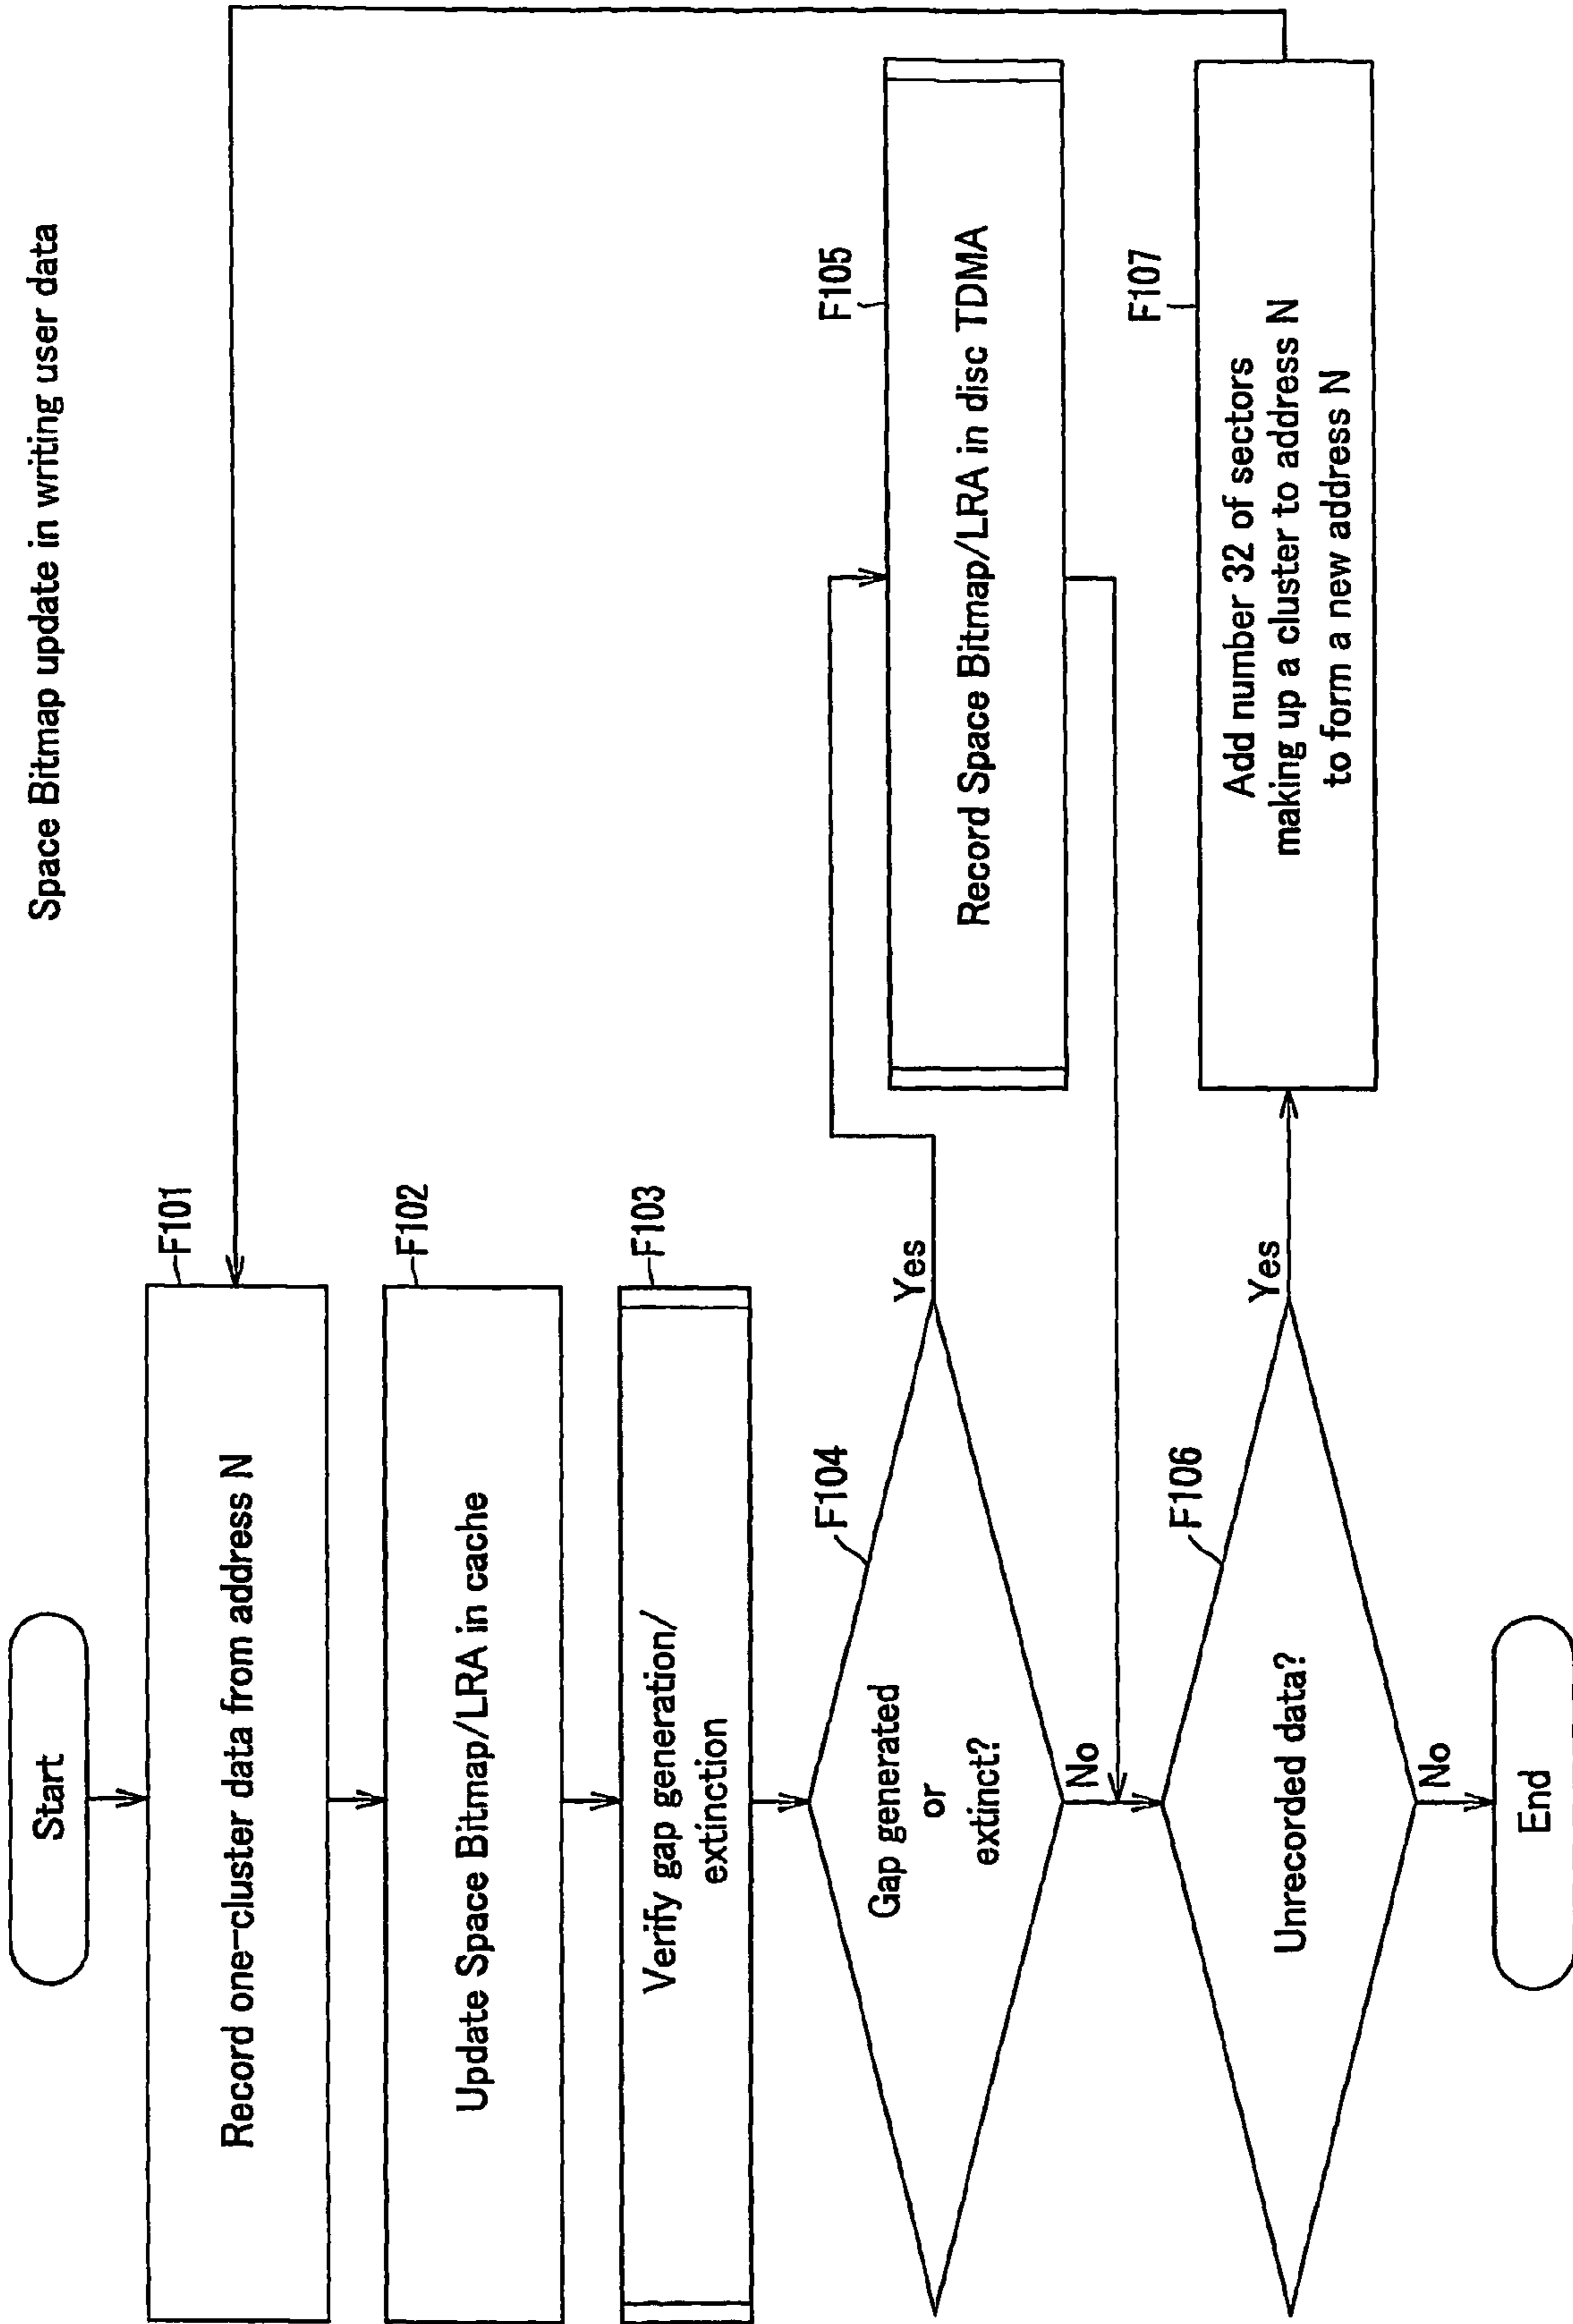 Space Bitmap update in writing user data
Start
F101
Record one-cluster data from address N
F102
Update Space Bitmap/LRA in cache
F103
Verify gap generation/
extinction
F104
Gap generated
or
extinct?
Yes
No
F105
Record Space Bitmap/LRA in disc TDMA
F106
Unrecorded data?
Yes
No
F107
Add number 32 of sectors
making up a cluster to address N
to form a new address N
End